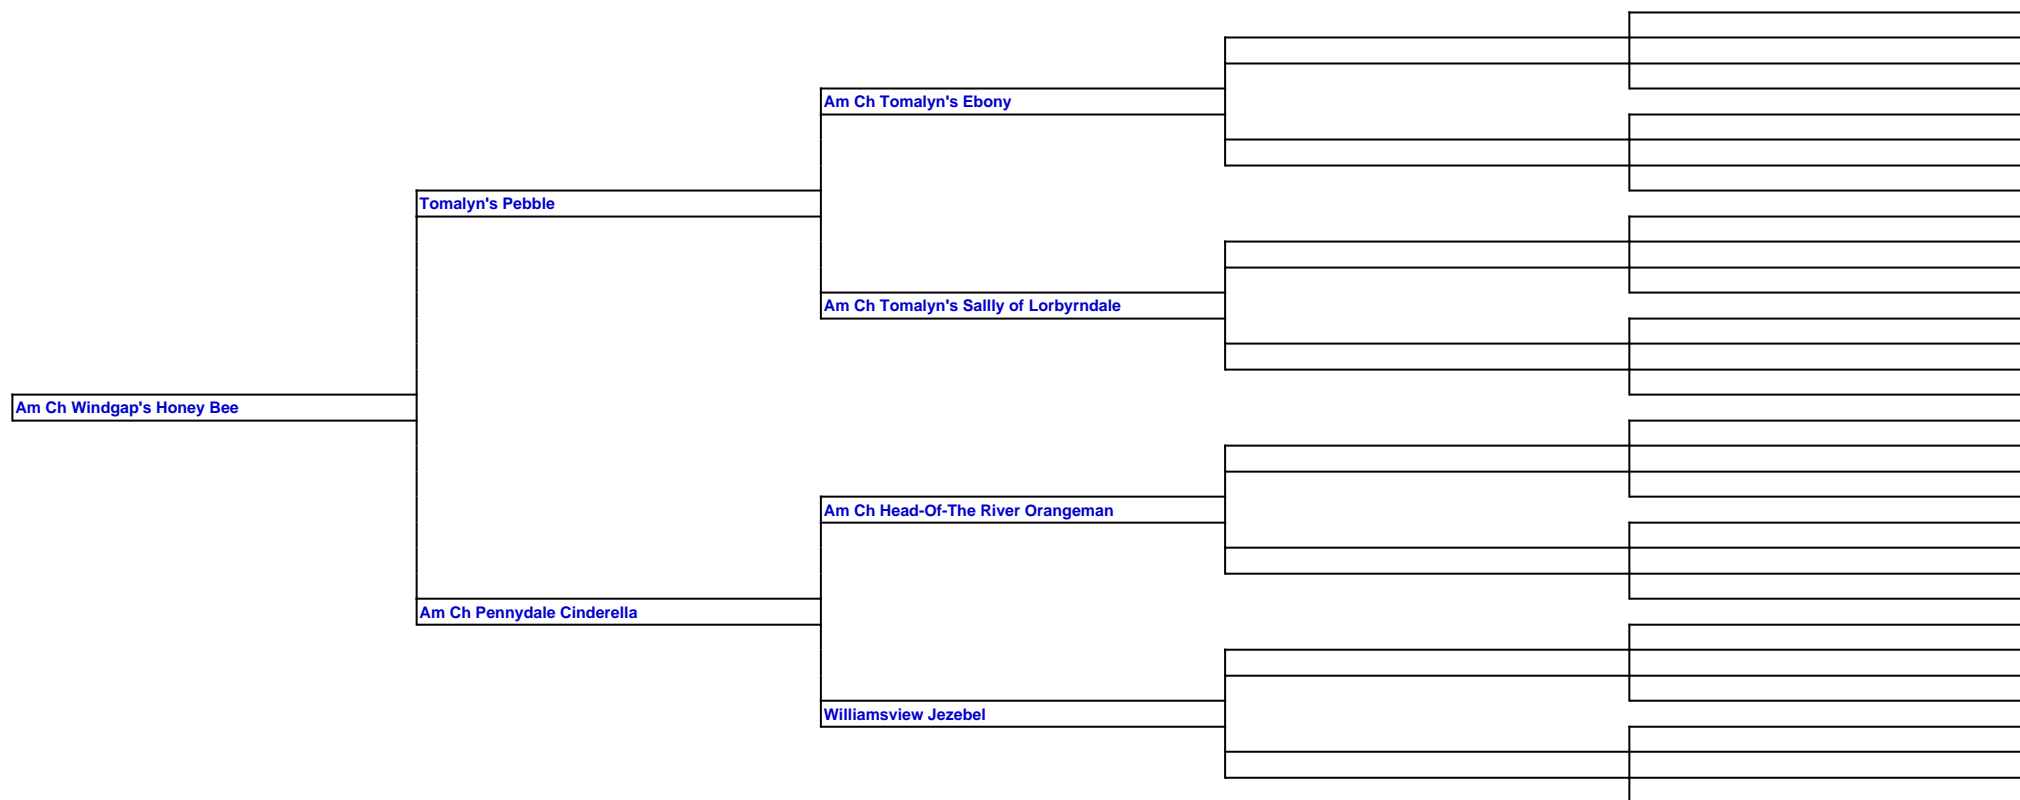 Am Ch Tomalyn's Ebony
Tomalyn's Pebble
Am Ch Tomalyn's Sallly of Lorbyrndale
Am Ch Windgap's Honey Bee
Am Ch Head-Of-The River Orangeman
Am Ch Pennydale Cinderella
Williamsview Jezebel